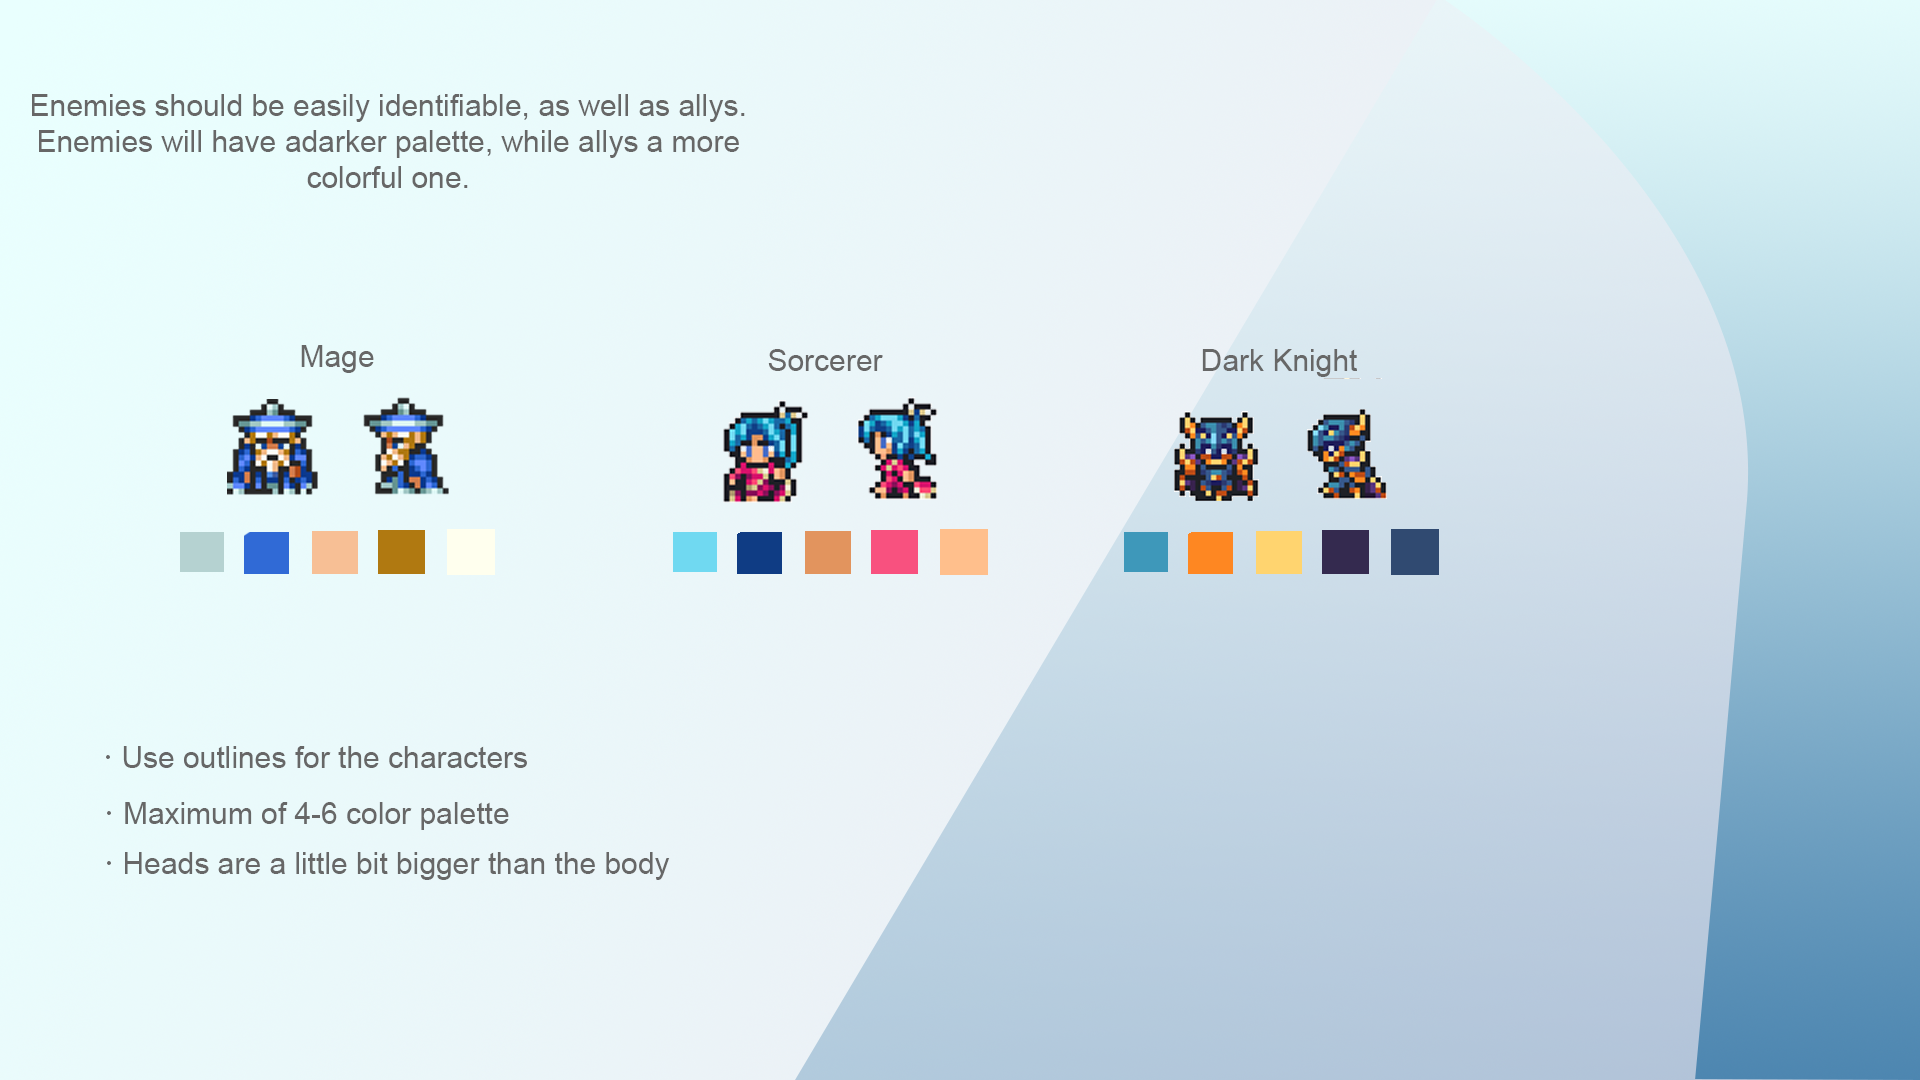 Enemies should be easily identifiable, as well as allys.
Enemies will have adarker palette, while allys a more
colorful one.
Mage
Sorcerer
Dark Knight
· Use outlines for the characters
· Maximum of 4-6 color palette
· Heads are a little bit bigger than the body